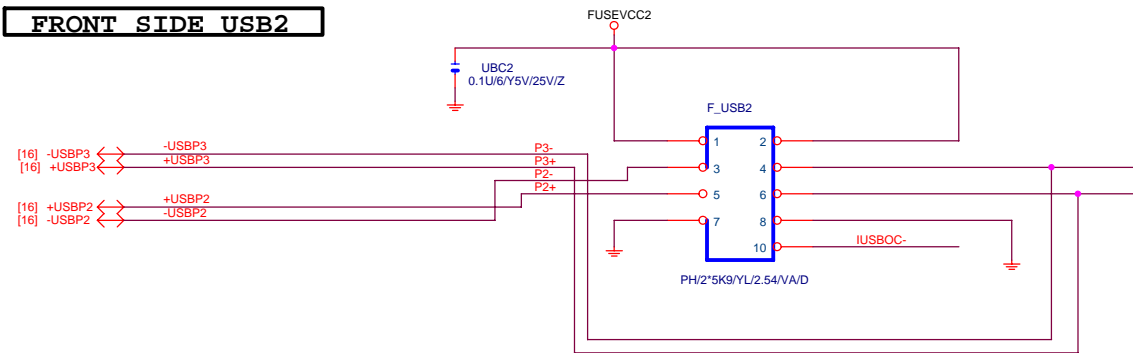 FRONT SIDE USB2
FUSEVCC2
UBC2
0.1U/6/Y5V/25V/Z
F_USB2
[16] -USBP3
-USBP3
P3-
[16] +USBP3
+USBP3
P3+
P2-
[16] +USBP2
+USBP2
P2+
[16] -USBP2
-USBP2
1
2
3
4
5
6
7
8
10
IUSBOC-
PH/2*5K9/YL/2.54/VA/D